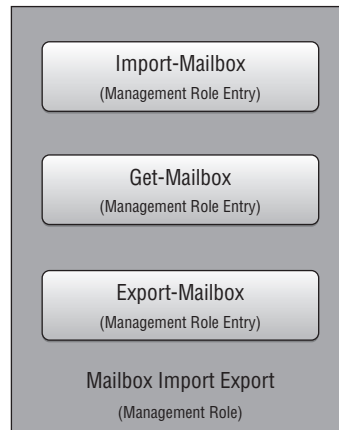 Import-Mailbox
(Management Role Entry)
Get-Mailbox
(Management Role Entry)
Export-Mailbox
(Management Role Entry)
Mailbox Import Export
(Management Role)